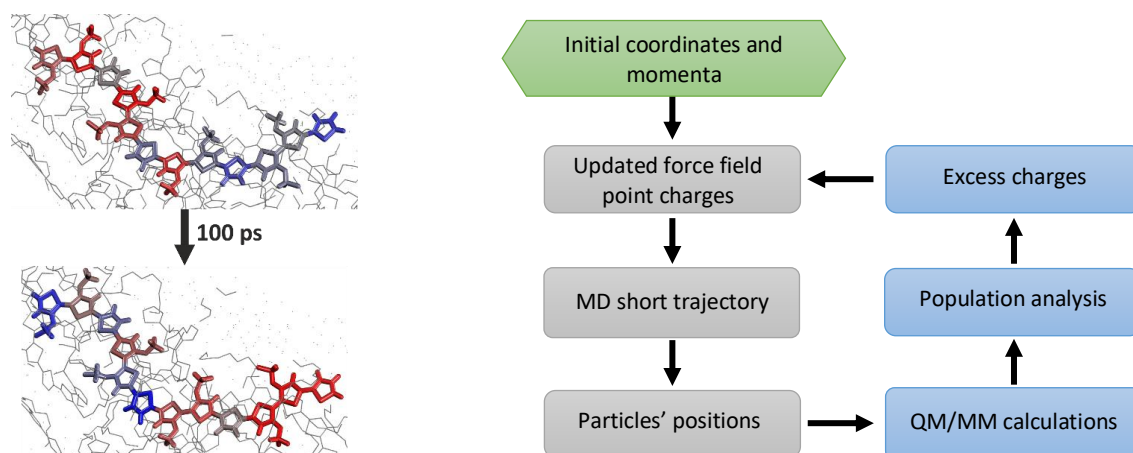 100 ps
Initial coordinates and
momenta
Updated force field
point charges
Excess charges
MD short trajectory
Population analysis
Particles’ positions
QM/MM calculations